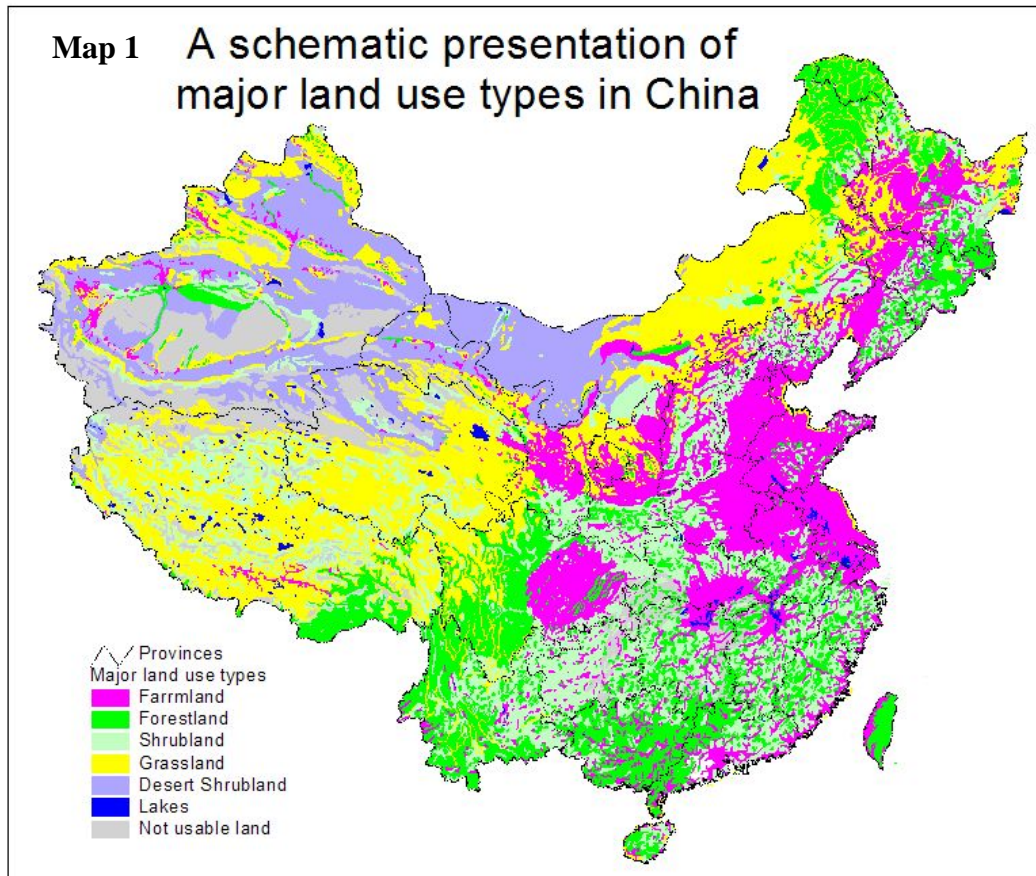 Map 1
A schematic presentation of
major land use types in China
Provinces
Major land use types
Farrmland
Forestland
Shrubland
Grassland
Desert Shrubland
Lakes
Not usable land